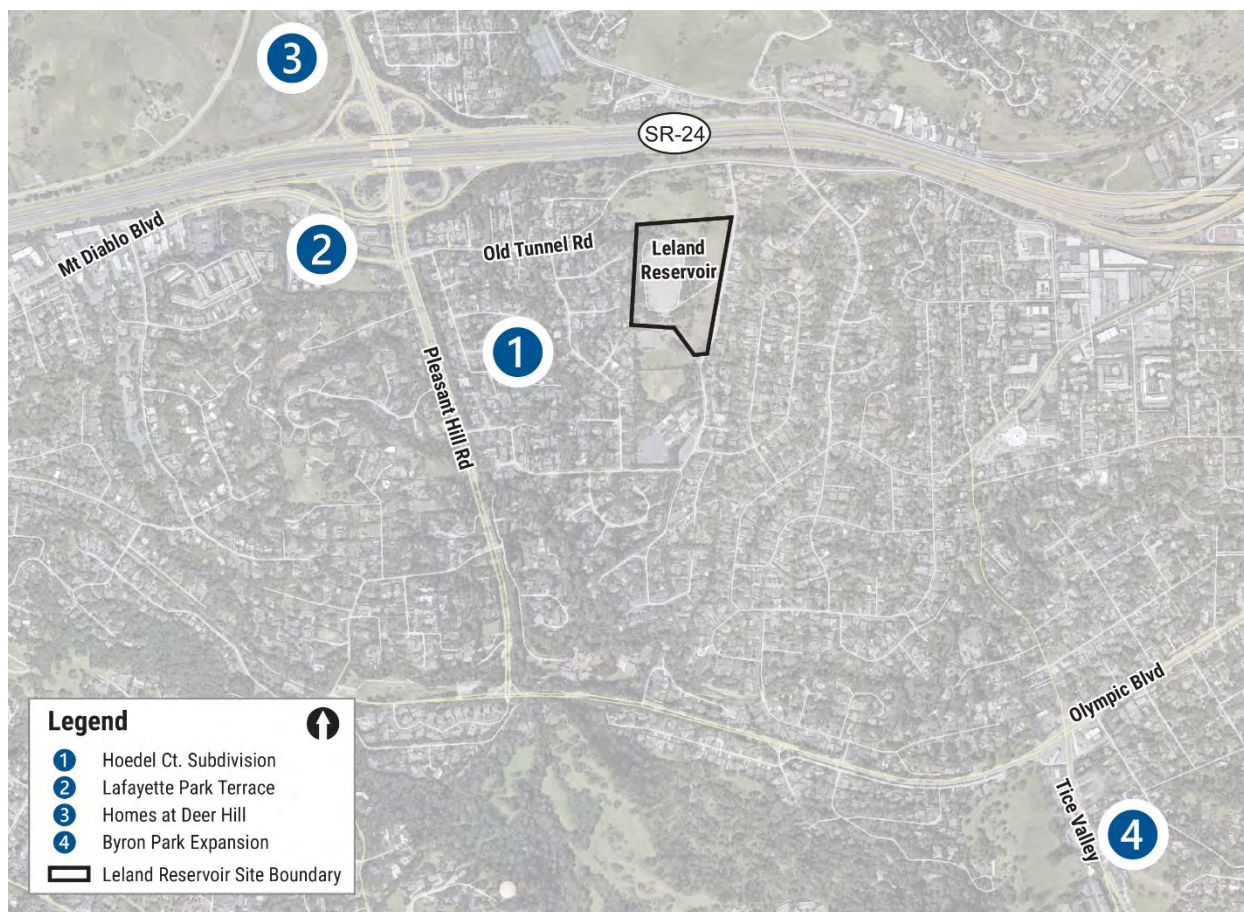 3
SR-24
Mt Diablo Blvd
2
Old Tunnel Rd
Leland
Reservoir
1
Pleasant Hill Rd
Olympic Blvd
Tice Valley
4
Legend
1 Hoedel Ct. Subdivision
2 Lafayette Park Terrace
3 Homes at Deer Hill
4 Byron Park Expansion
Leland Reservoir Site Boundary